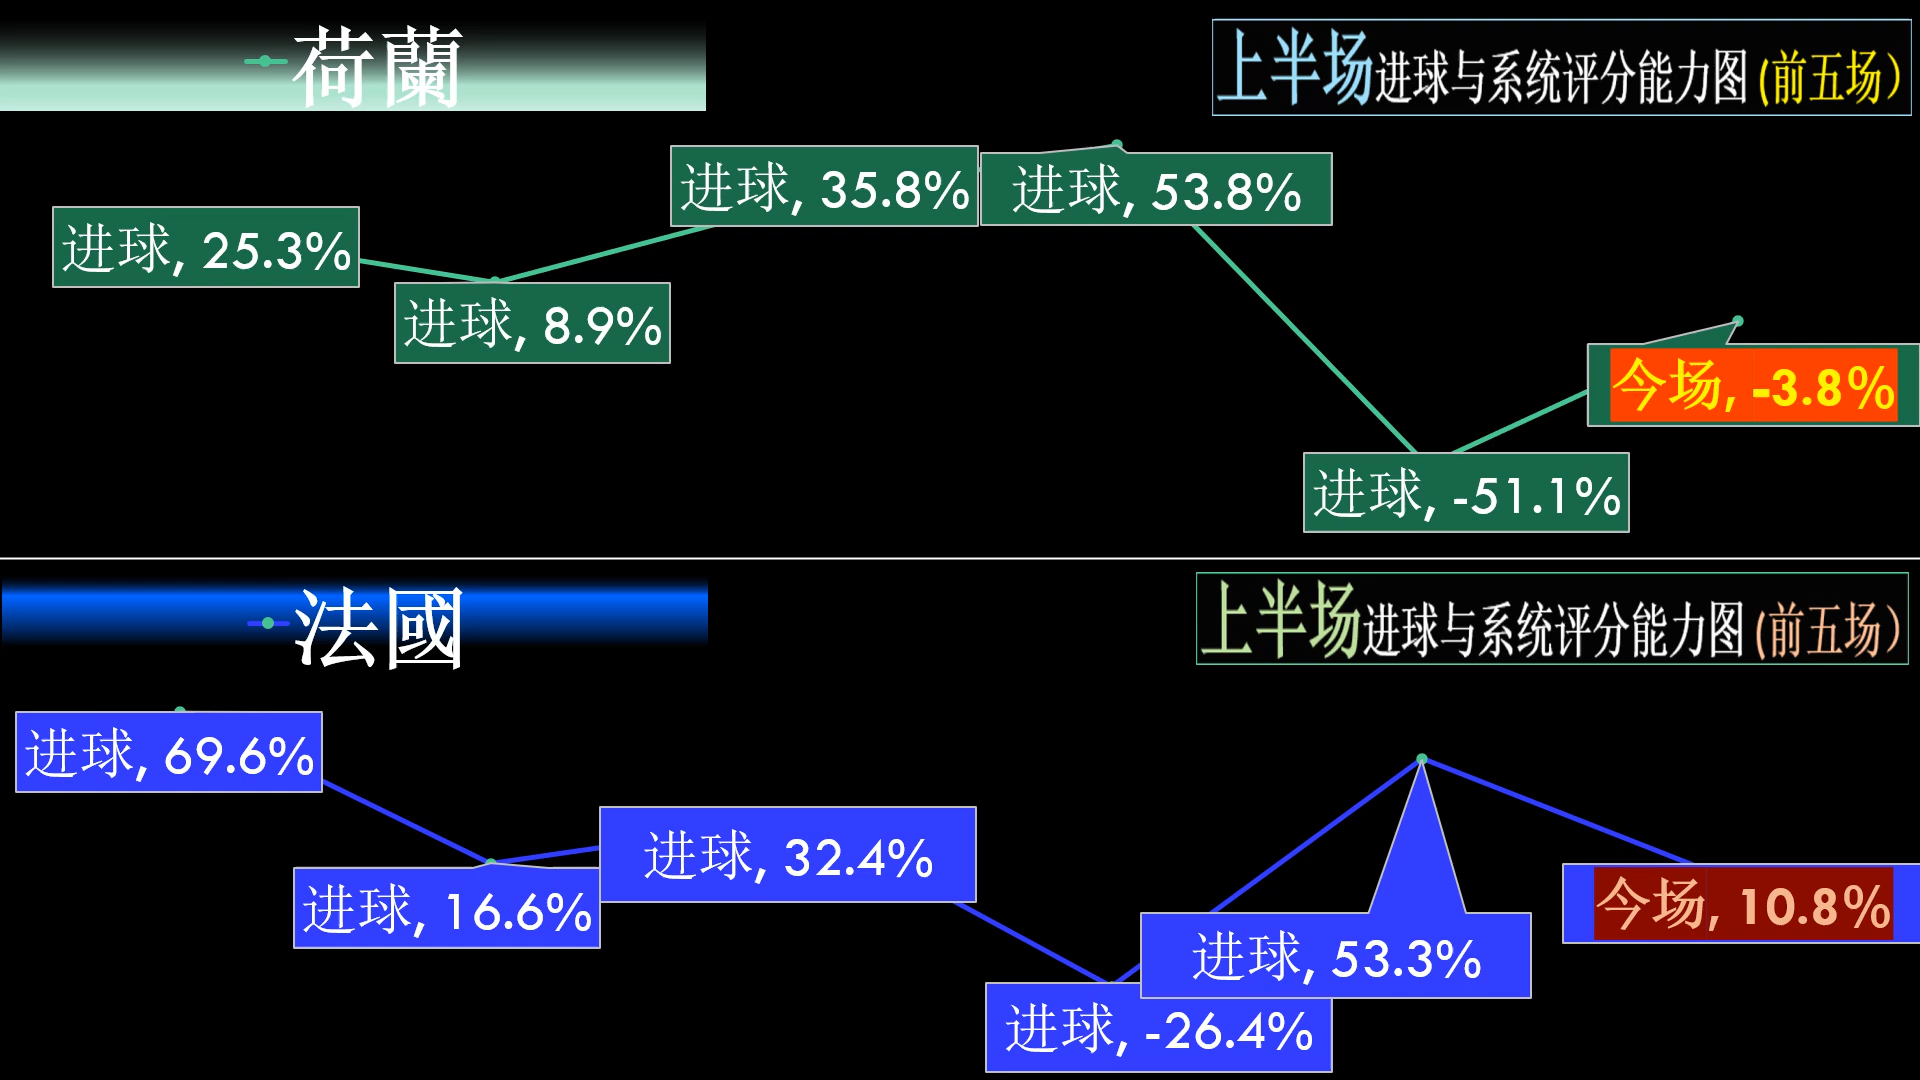 荷蘭
上半场进球与系统评分能力图 (前五场）
进球, 25.3%
进球, 8.9%
进球, 35.8%
进球, 53.8%
进球, -51.1%
今场, -3.8%
法國
上半场进球与系统评分能力图 (前五场）
进球, 69.6%
进球, 16.6%
进球, 32.4%
进球, -26.4%
进球, 53.3%
今场, 10.8%